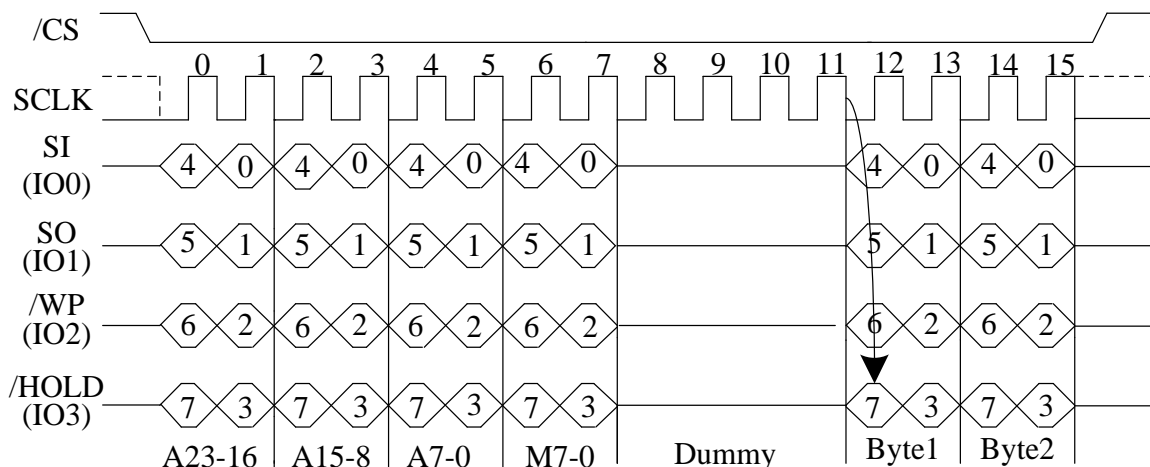 /CS
0 1 2 3 4 5 6 7 8 9 10 11 12 13 14 15
SCLK
SI
(IO0)
4 0 4 0 4 0 4 0 4 0 4 0
SO
(IO1)
5 1 5 1 5 1 5 1 5 1 5 1
/WP
(IO2)
6 2 6 2 6 2 6 2 6 2 6 2
/HOLD
(IO3)
7 3 7 3 7 3 7 3 7 3 7 3
A23-16 A15-8 A7-0 M7-0 Dummy Byte1 Byte2